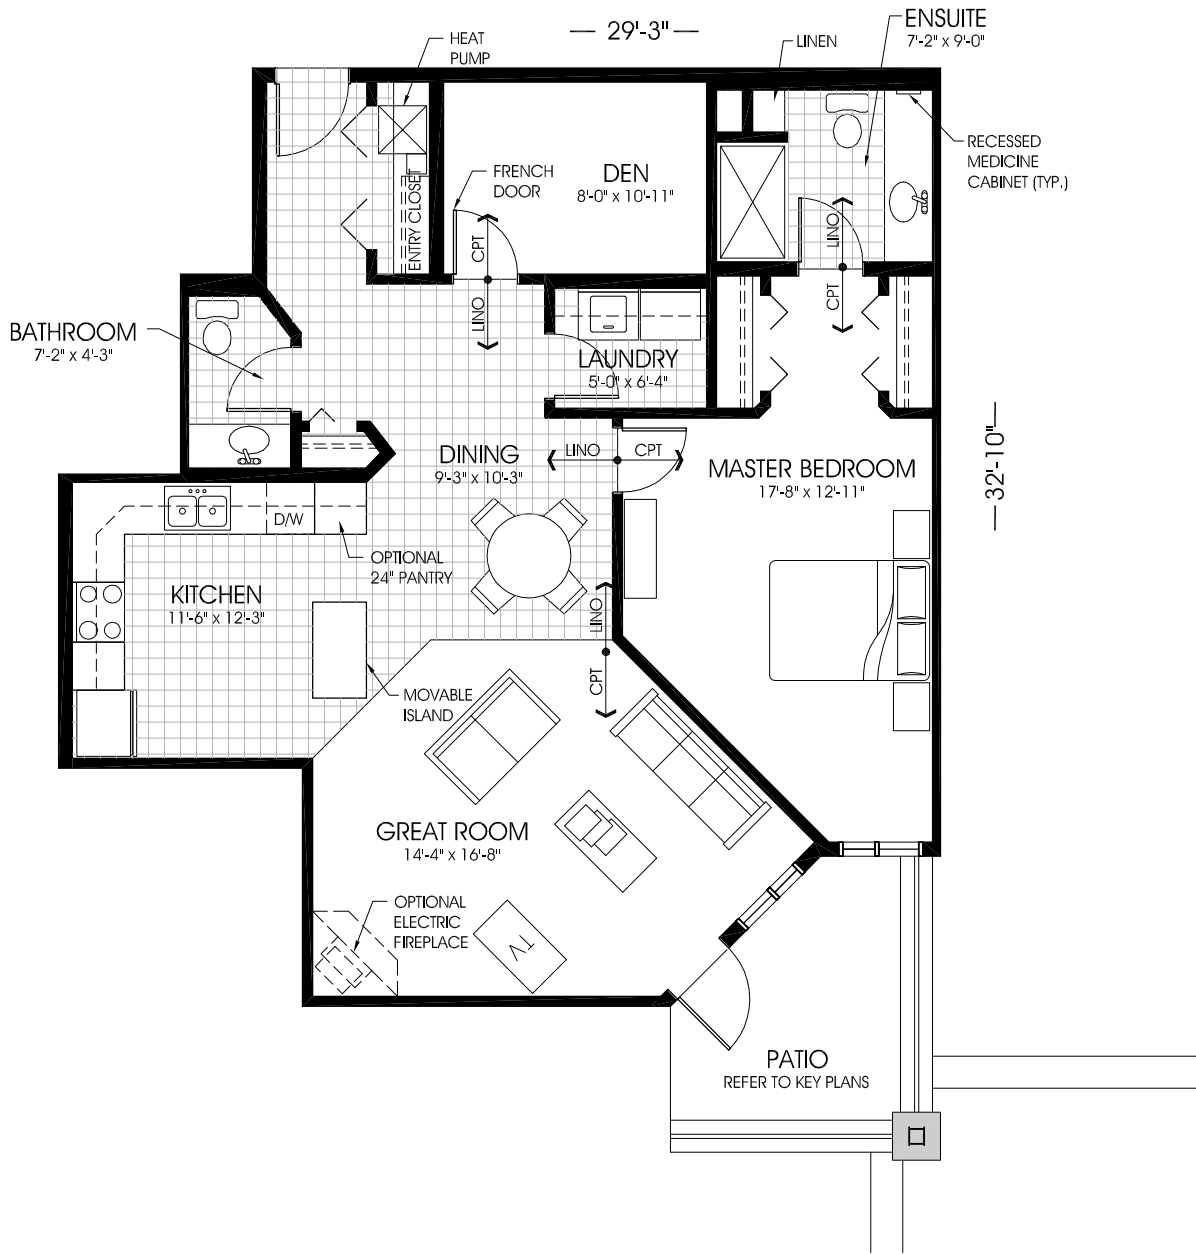 29'-3"
ENSUITE
7'-2" x 9'-0"
HEAT
PUMP
LINEN
RECESSED
MEDICINE
CABINET (TYP.)
FRENCH
DOOR
DEN
8'-0" x 10'-11"
ENTRY CLOSET
CPT
LINO
LINO
CPT
BATHROOM
7'-2" x 4'-3"
LAUNDRY
5'-0" x 6'-4"
DINING
9'-3" x 10'-3"
LINO
CPT
MASTER BEDROOM
17'-8" x 12'-11"
32'-10"
D/W
OPTIONAL
24" PANTRY
KITCHEN
11'-6" x 12'-3"
LINO
CPT
MOVABLE
ISLAND
GREAT ROOM
14'-4" x 16'-8"
OPTIONAL
ELECTRIC
FIREPLACE
TV
PATIO
REFER TO KEY PLANS